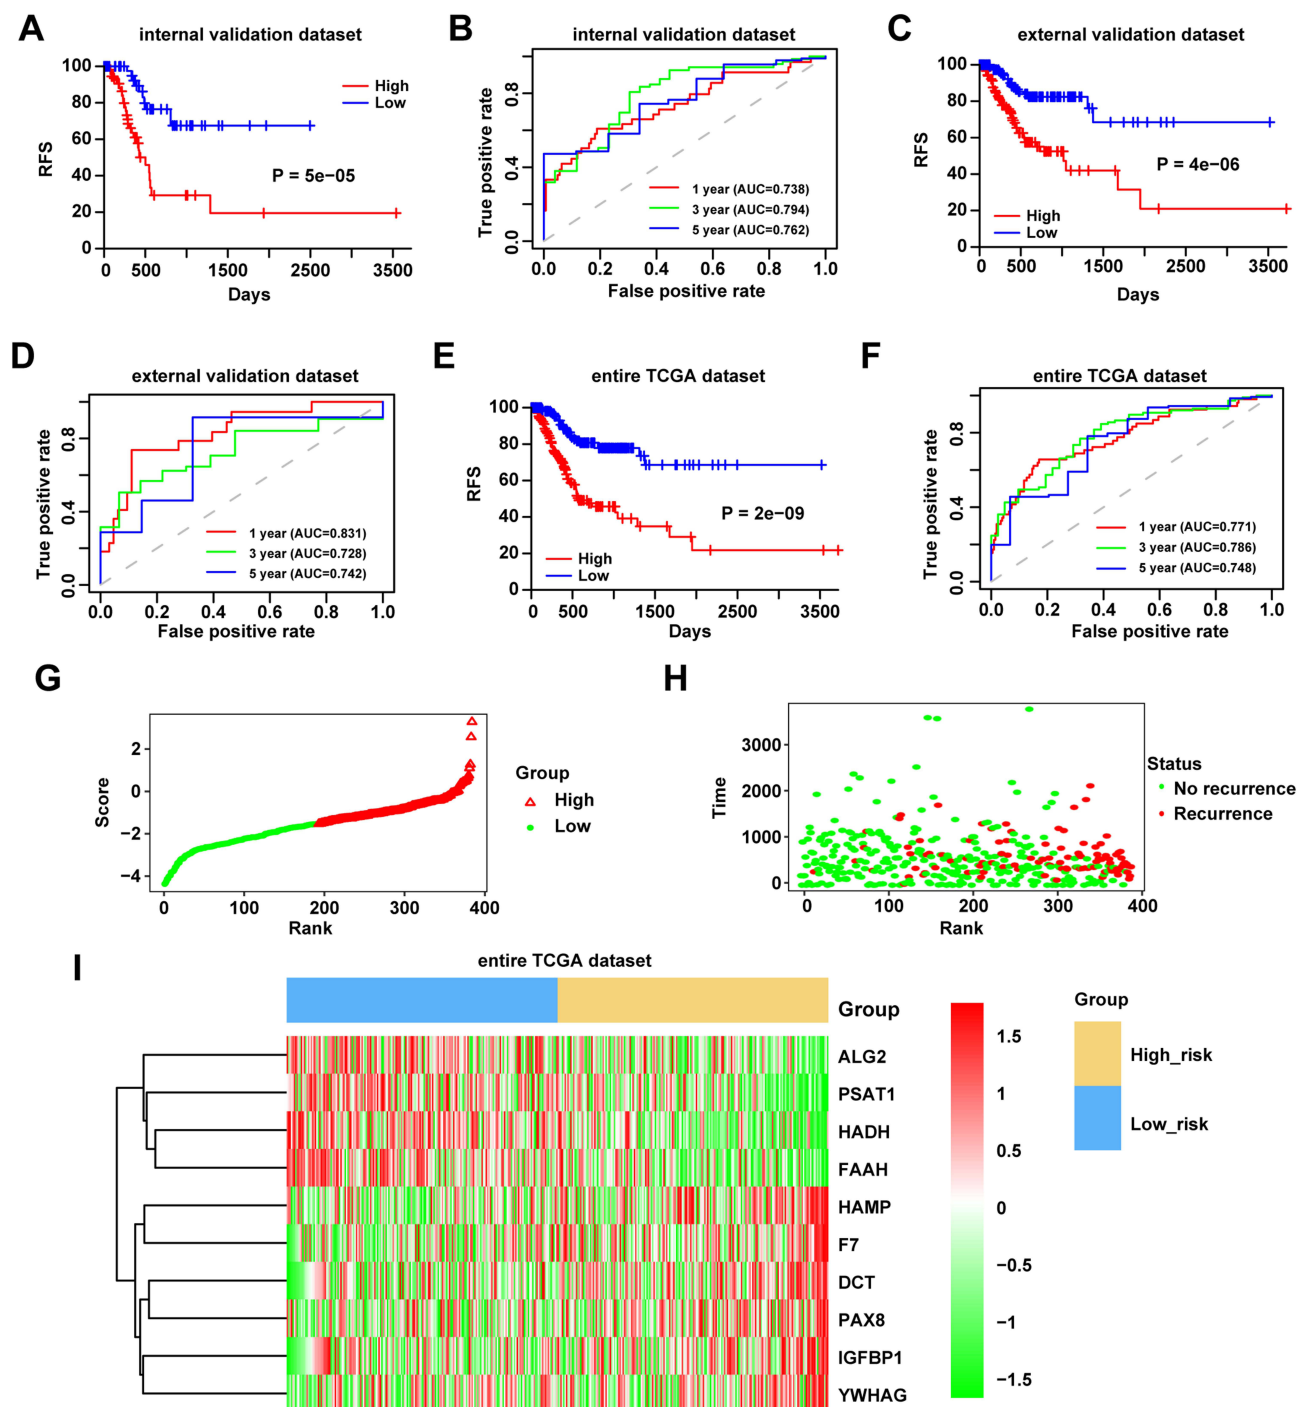 A
internal validation dataset
100
80
60
40
20
0
RFS
High
Low
P = 5e−05
0
500
1500
2500
3500
Days
B
internal validation dataset
True positive rate
0.8
0.4
0.0
1 year (AUC=0.738)
3 year (AUC=0.794)
5 year (AUC=0.762)
0.0
0.2
0.4
0.6
0.8
1.0
False positive rate
C
external validation dataset
100
80
60
40
20
0
RFS
P = 4e−06
High
Low
0
500
1500
2500
3500
Days
D
external validation dataset
True positive rate
0.8
0.4
0.0
1 year (AUC=0.831)
3 year (AUC=0.728)
5 year (AUC=0.742)
0.0
0.2
0.4
0.6
0.8
1.0
False positive rate
E
entire TCGA dataset
100
80
60
40
20
0
RFS
P = 2e−09
High
Low
0
500
1500
2500
3500
Days
F
entire TCGA dataset
True positive rate
0.8
0.4
0.0
1 year (AUC=0.771)
3 year (AUC=0.786)
5 year (AUC=0.748)
0.0
0.2
0.4
0.6
0.8
1.0
False positive rate
G
Score
2
0
−2
−4
0
100
200
300
400
Rank
Group
High
Low
H
Time
3000
2000
1000
0
0
100
200
300
400
Rank
Status
No recurrence
Recurrence
I
entire TCGA dataset
Group
ALG2
PSAT1
HADH
FAAH
HAMP
F7
DCT
PAX8
IGFBP1
YWHAG
1.5
1
0.5
0
−0.5
−1
−1.5
Group
High_risk
Low_risk